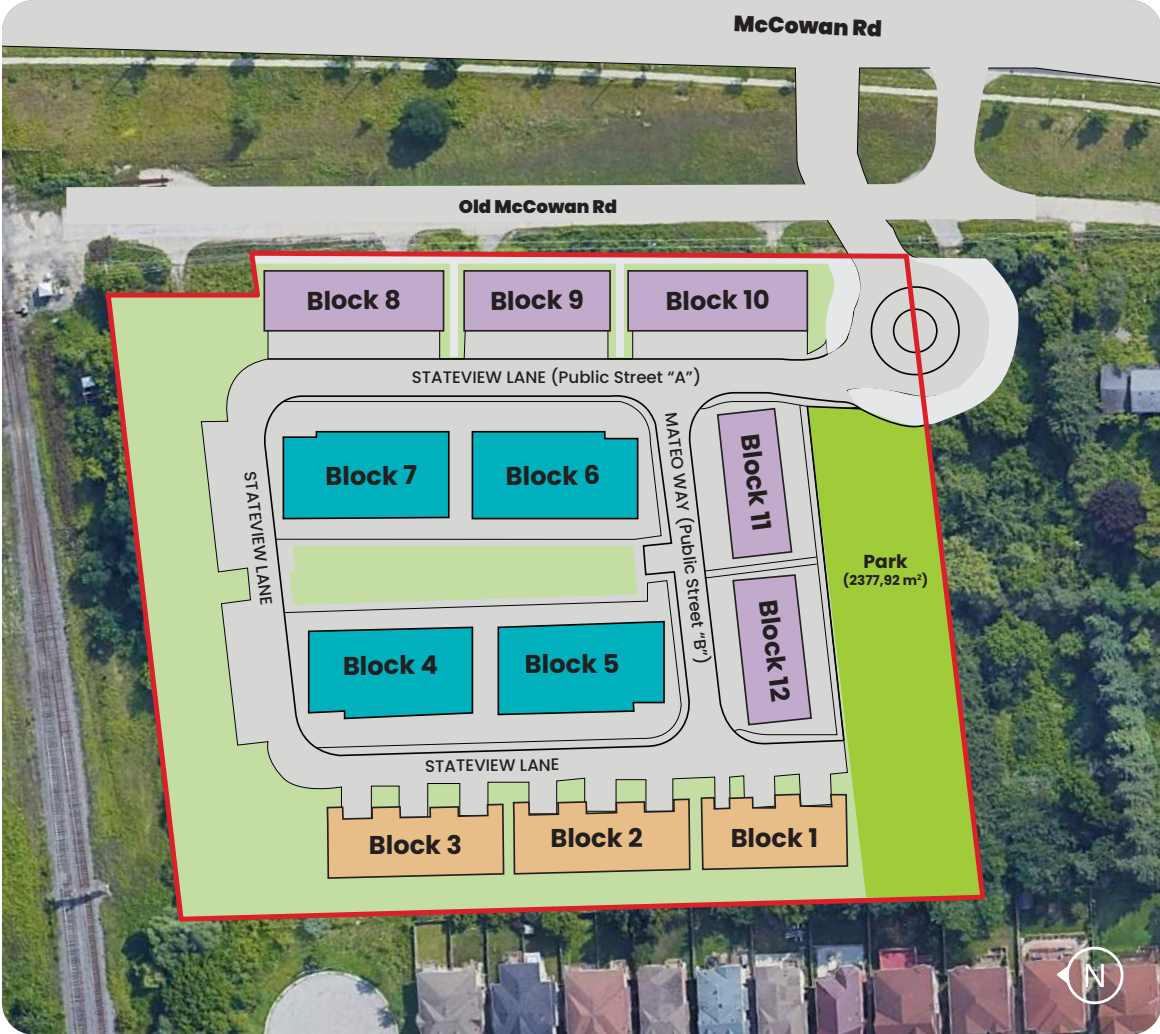 McCowan Rd
Old McCowan Rd
Block 8
Block 9
Block 10
STATEVIEW LANE (Public Street “A”)
MATEO WAY (Public Street “B”)
Block 11
Block 7
Block 6
STATEVIEW LANE
Park
(2377,92 m²)
Block 12
Block 4
Block 5
STATEVIEW LANE
Block 3
Block 2
Block 1
N